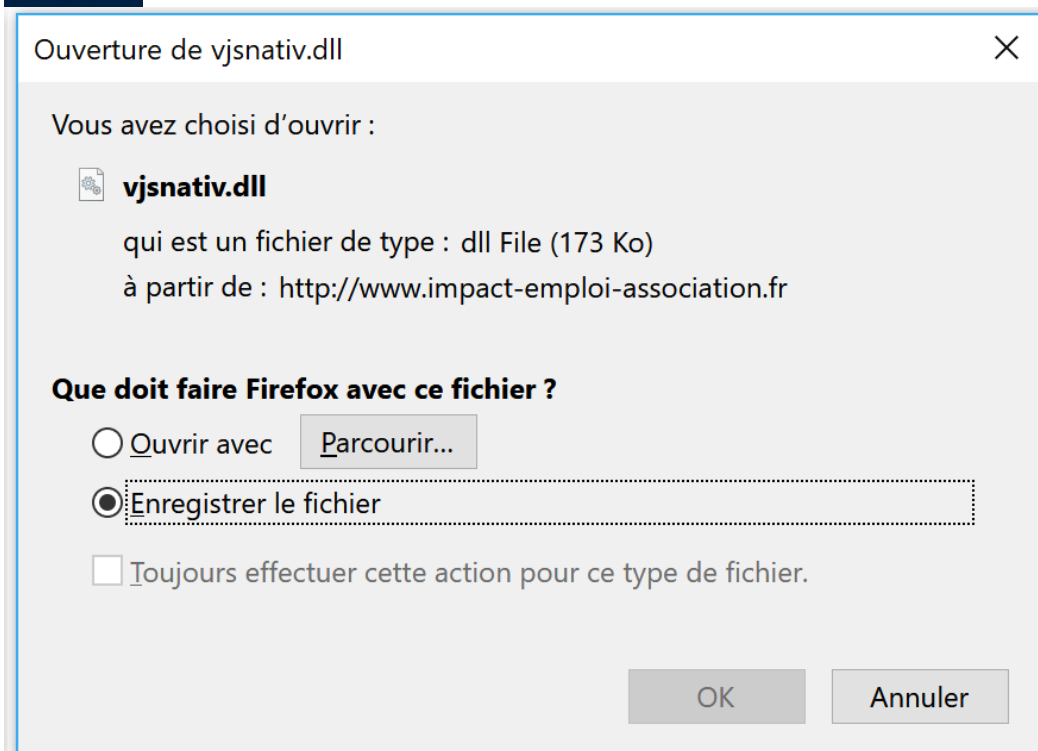 Ouverture de vjsnativ.dll
Vous avez choisi d’ouvrir :
vjsnativ.dll
qui est un fichier de type : dll File (173 Ko)
à partir de : http://www.impact-emploi-association.fr
Que doit faire Firefox avec ce fichier ?
Ouvrir avec Parcourir...
Enregistrer le fichier
Toujours effectuer cette action pour ce type de fichier.
OK Annuler